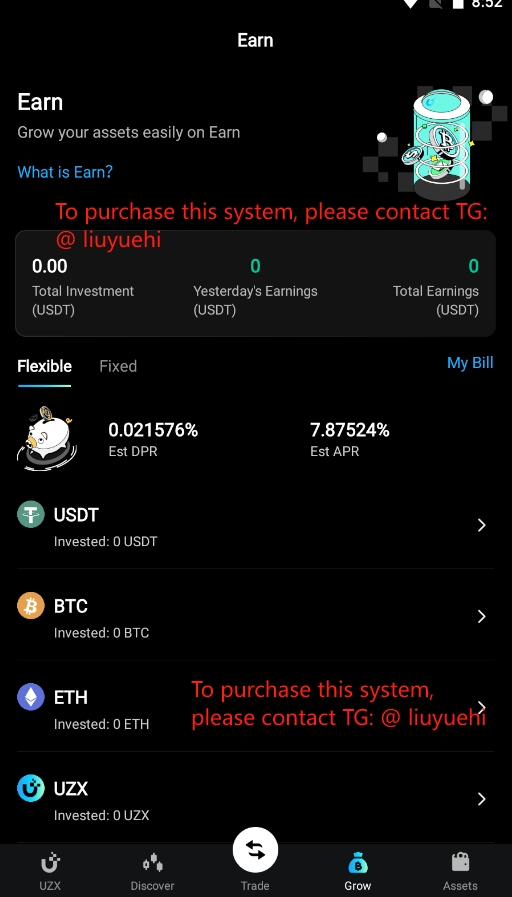 8:52
Earn
Earn
Grow your assets easily on Earn
What is Earn?
To purchase this system, please contact TG:
@ liuyuehi
0.00 0 0
Total Investment Yesterday's Earnings Total Earnings
(USDT) (USDT) (USDT)
Flexible Fixed My Bill
0.021576% 7.87524%
Est DPR Est APR
USDT
Invested: 0 USDT
BTC
Invested: 0 BTC
To purchase this system,
ETH
please contact TG: @ liuyuehi
Invested: 0 ETH
UZX
Invested: 0 UZX
UZX Discover Trade Grow Assets